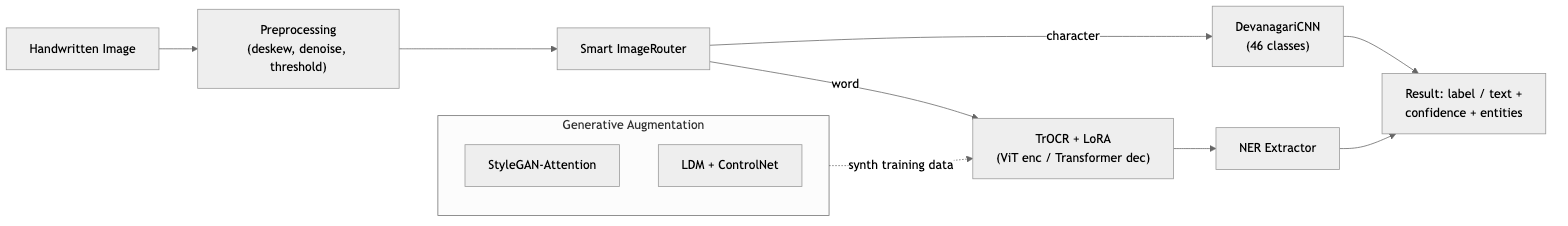 Handwritten Image
Preprocessing
(deskew, denoise,
threshold)
Smart ImageRouter
character
word
DevanagariCNN
(46 classes)
Result: label / text +
confidence + entities
Generative Augmentation
StyleGAN-Attention
LDM + ControlNet
synth training data
TrOCR + LoRA
(ViT enc / Transformer dec)
NER Extractor